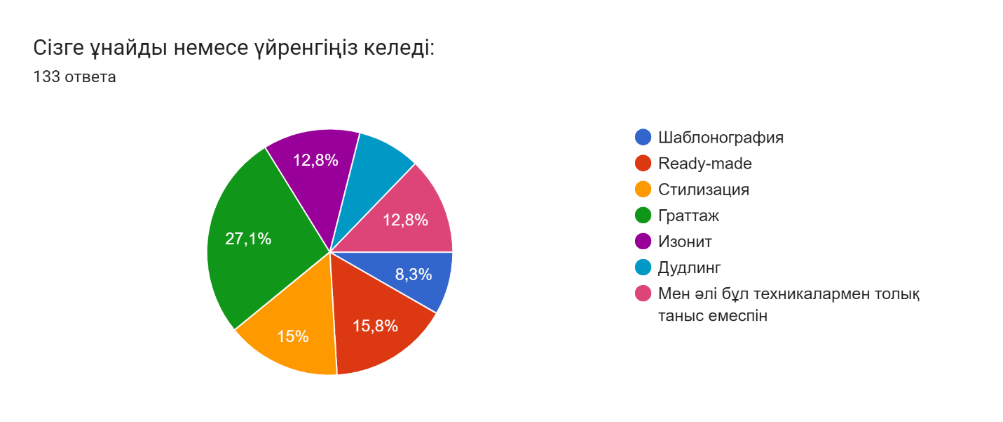 Сізге ұнайды немесе үйренгіңіз келеді:
133 ответа
12,8%
12,8%
27,1%
8,3%
15,8%
15%
Шаблонография
Ready-made
Стилизация
Граттаж
Изонит
Дудлинг
Мен әлі бұл техникалармен толық
таныс емеспін